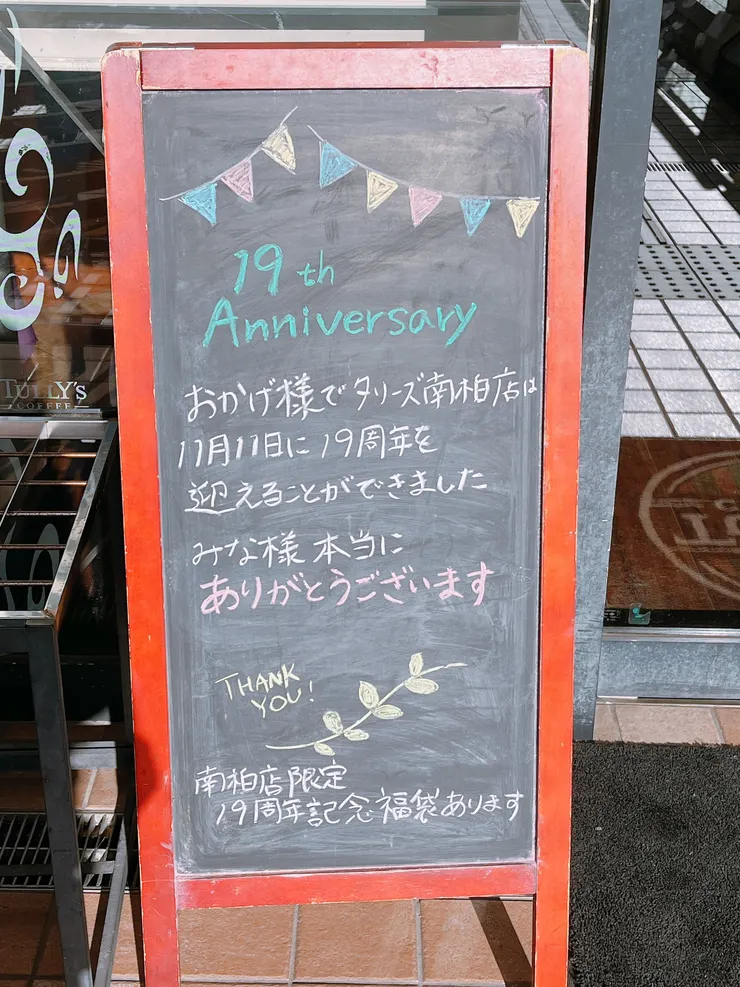 19th
Anniversary
おかげ様でタリーズ南柏店は
11月11日に19周年を
迎えることができました
みな様 本当に
ありがとうございます
THANK
YOU!
南柏店限定
19周年記念福袋あります
TULLY'S
COFFEE